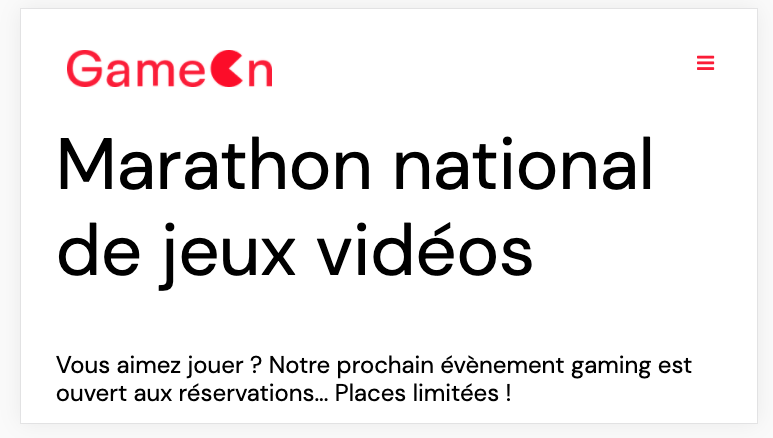 GameOn
Marathon national
de jeux vidéos
Vous aimez jouer ? Notre prochain évènement gaming est
ouvert aux réservations... Places limitées !